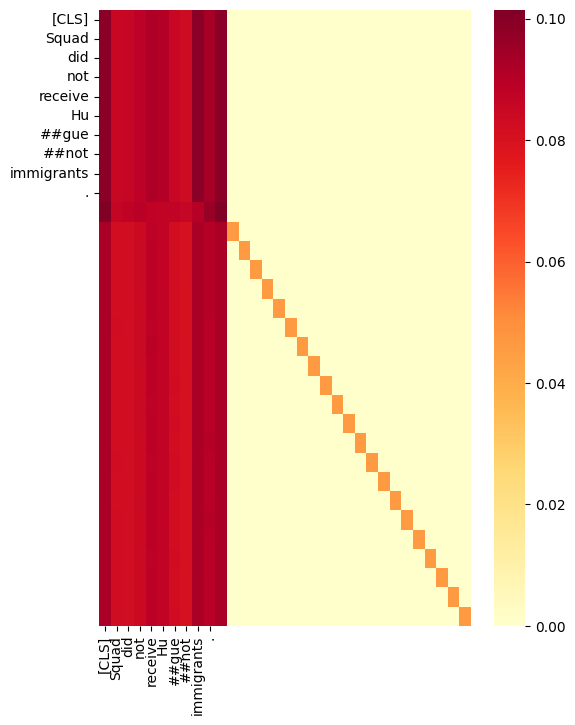 [CLS]
Squad
did
not
receive
Hu
##gue
##not
immigrants
.
0.10
0.08
0.06
0.04
0.02
0.00
[CLS]
Squad
did
not
receive
Hu
##gue
##not
immigrants
.